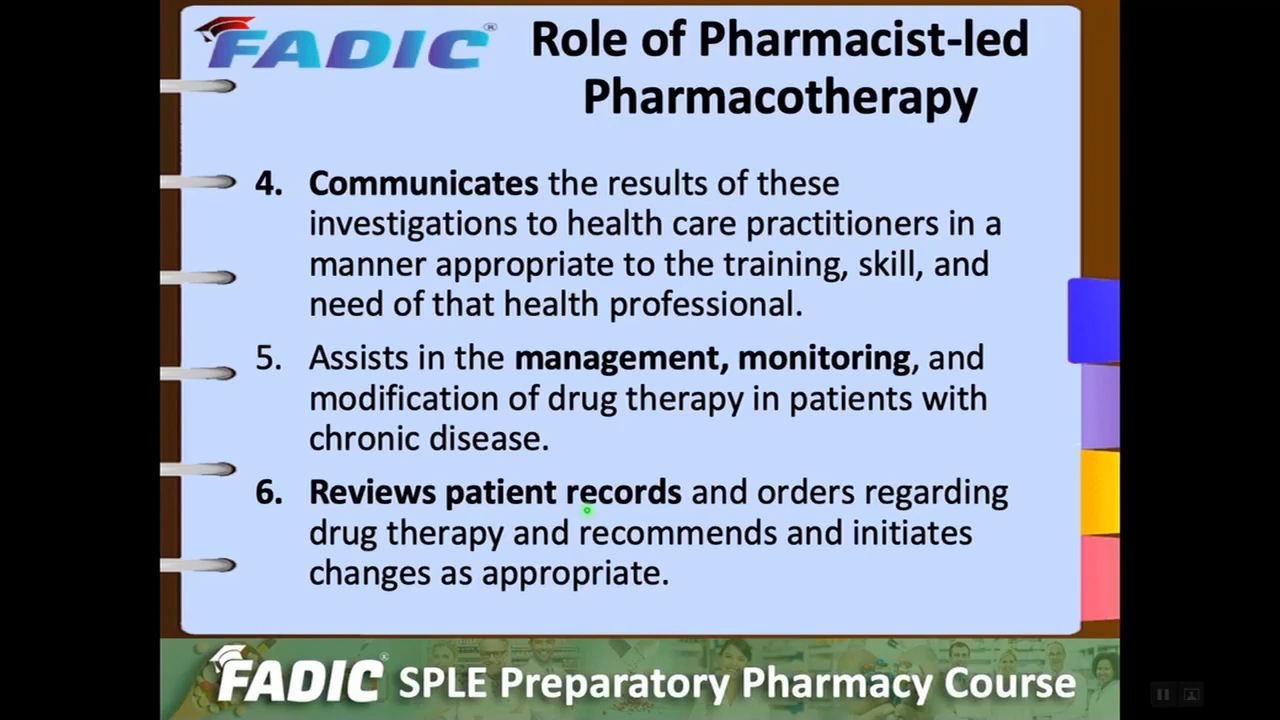 FADIC®
Role of Pharmacist-led
Pharmacotherapy
4. Communicates the results of these
investigations to health care practitioners in a
manner appropriate to the training, skill, and
need of that health professional.
5. Assists in the management, monitoring, and
modification of drug therapy in patients with
chronic disease.
6. Reviews patient records and orders regarding
drug therapy and recommends and initiates
changes as appropriate.
FADIC® SPLE Preparatory Pharmacy Course